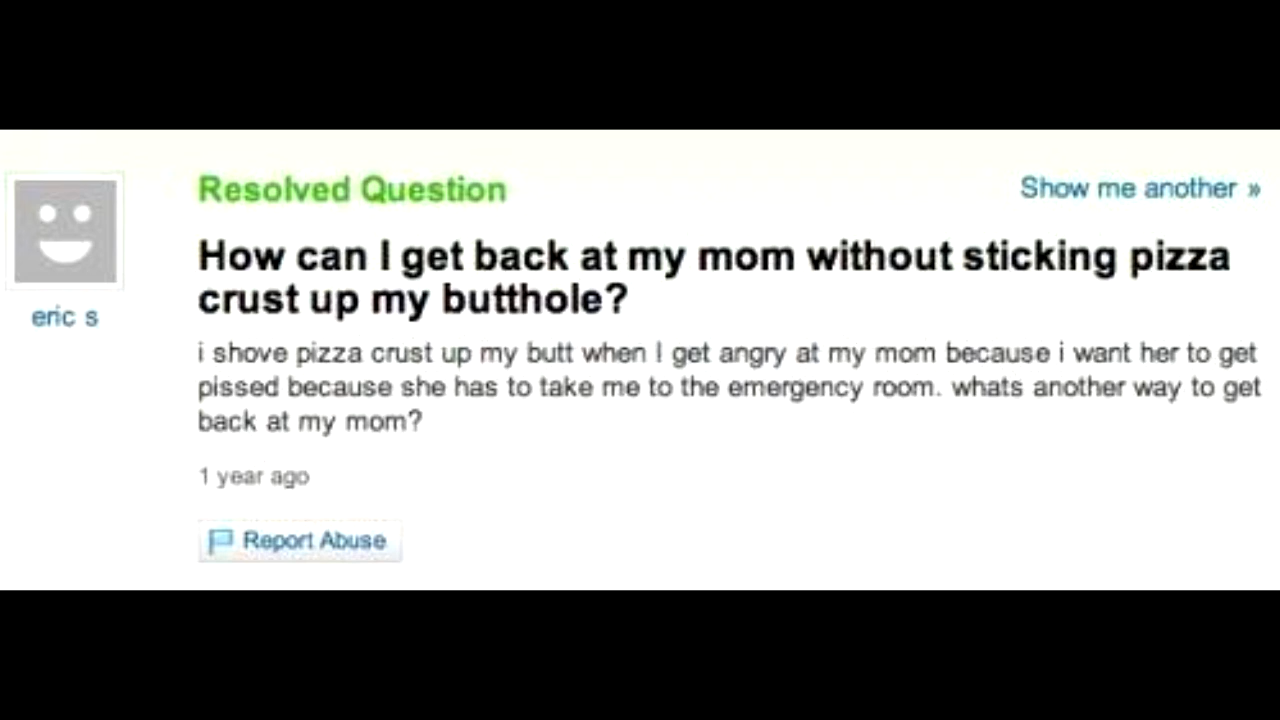 Resolved Question
Show me another »
How can I get back at my mom without sticking pizza
crust up my butthole?
eric s
i shove pizza crust up my butt when I get angry at my mom because i want her to get
pissed because she has to take me to the emergency room. whats another way to get
back at my mom?
1 year ago
Report Abuse